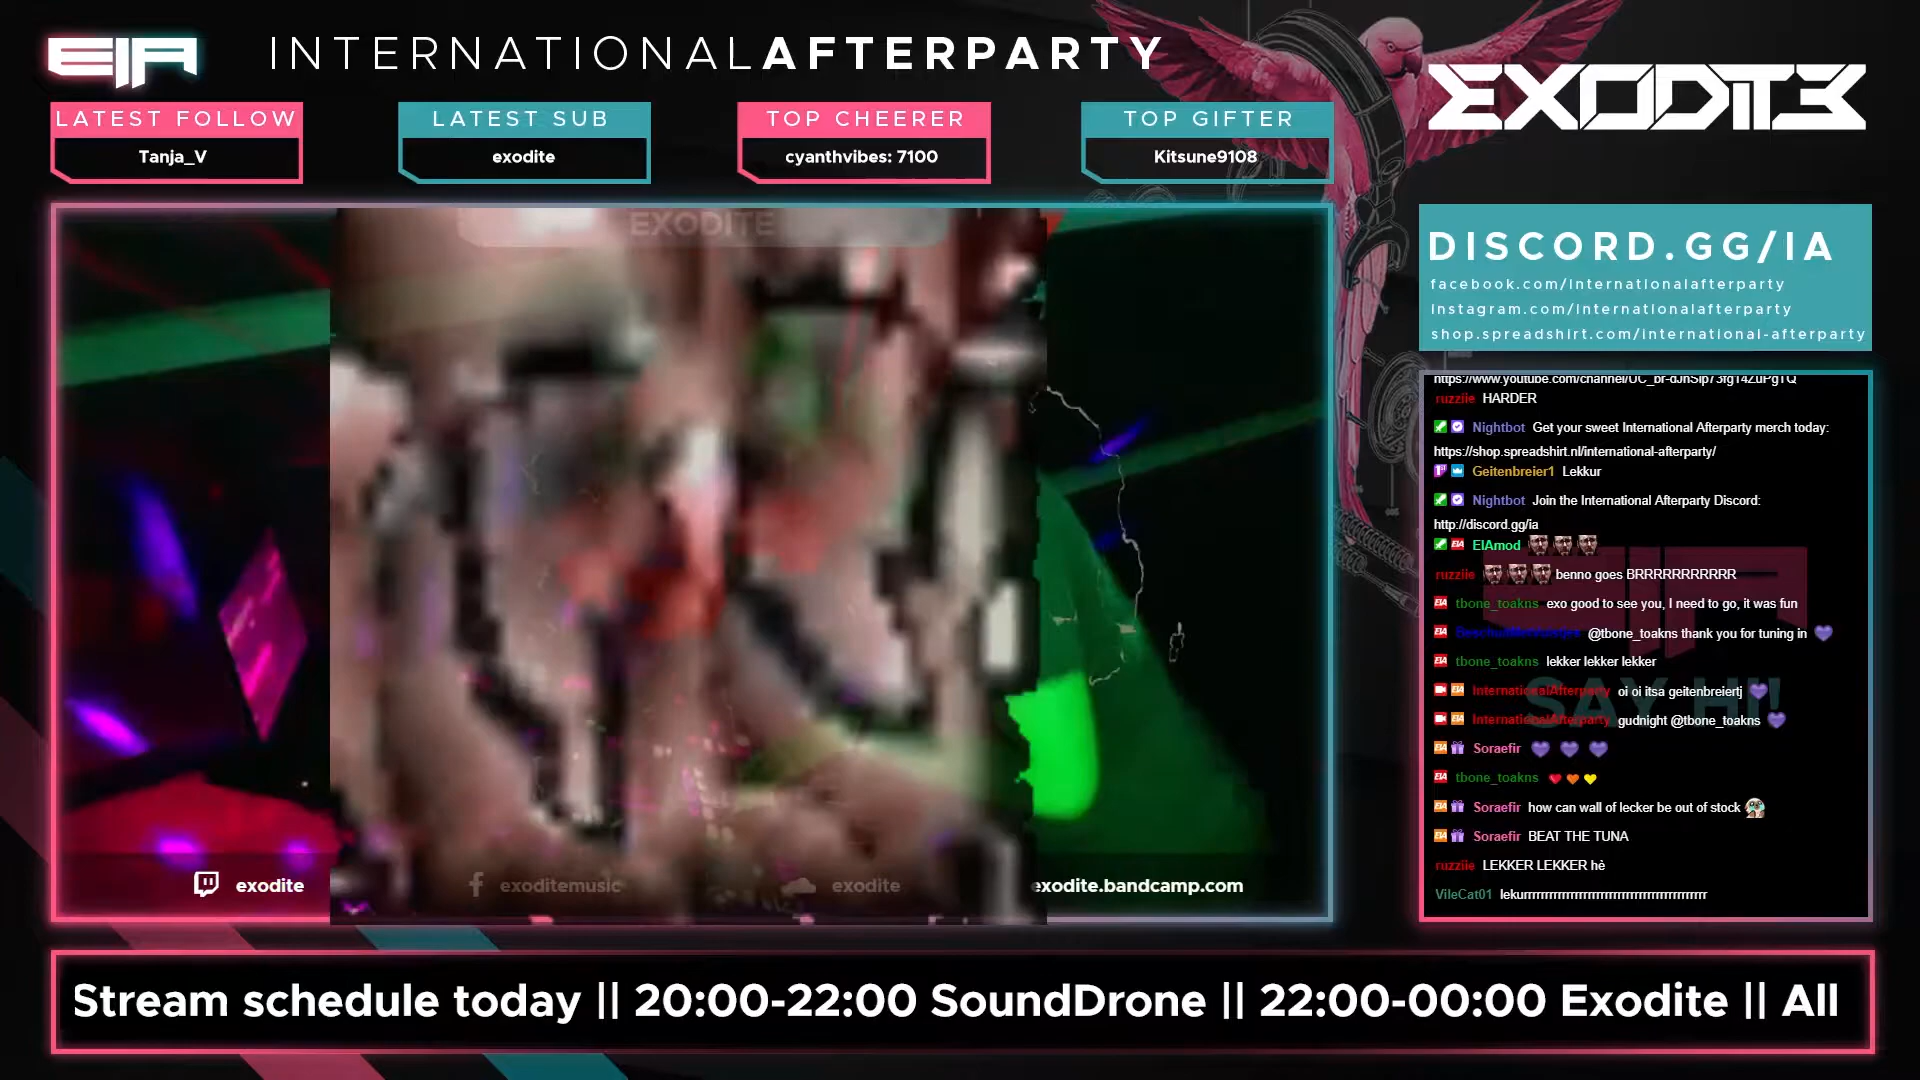 EIA
INTERNATIONALAFTERPARTY
EXODITE
LATEST FOLLOW
Tanja_V
LATEST SUB
exodite
TOP CHEERER
cyanthvibes: 7100
TOP GIFTER
Kitsune9108
EXODITE
DISCORD.GG/IA
facebook.com/internationalafterparty
instagram.com/internationalafterparty
shop.spreadshirt.com/international-afterparty
ruzziie HARDER
Nightbot Get your sweet International Afterparty merch today:
https://shop.spreadshirt.nl/international-afterparty/
Geitenbreier1 Lekkur
Nightbot Join the International Afterparty Discord:
http://discord.gg/ia
EIAmod
ruzziie benno goes BRRRRRRRRRRR
tbone_toakns exo good to see you, I need to go, it was fun
@tbone_toakns thank you for tuning in
tbone_toakns lekker lekker lekker
InternationalAfterparty oi oi itsa geitenbreiertj
InternationalAfterparty gudnight @tbone_toakns
SAY HI!
Soraefir
tbone_toakns
Soraefir how can wall of lecker be out of stock
Soraefir BEAT THE TUNA
ruzziie LEKKER LEKKER hè
VileCat01
exodite
exoditemusic
exodite
exodite.bandcamp.com
Stream schedule today || 20:00-22:00 SoundDrone || 22:00-00:00 Exodite || All